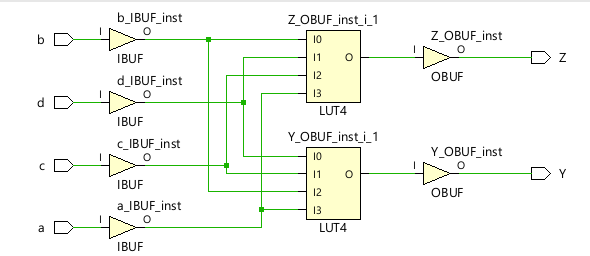 b_IBUF_inst
b
I
O
IBUF
d_IBUF_inst
d
I
O
IBUF
c_IBUF_inst
c
I
O
IBUF
a_IBUF_inst
a
I
O
IBUF
Z_OBUF_inst_i_1
I0
I1
I2
I3
O
LUT4
Y_OBUF_inst_i_1
I0
I1
I2
I3
O
LUT4
Z_OBUF_inst
I
O
OBUF
Z
Y_OBUF_inst
I
O
OBUF
Y